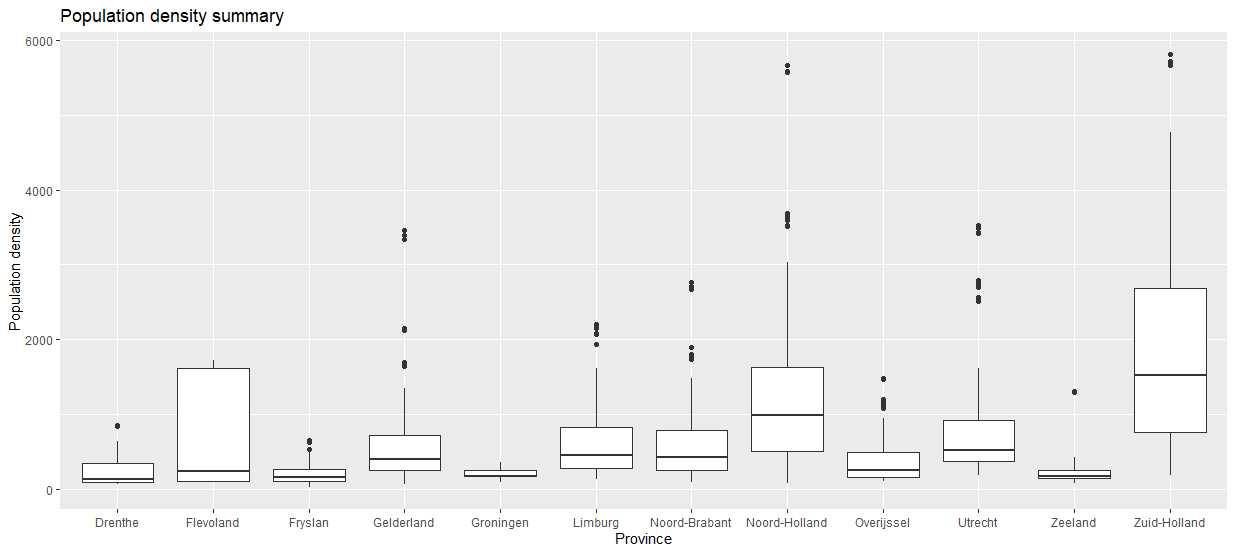 Population density summary
6000
4000
2000
0
Population density
Drenthe Flevoland Fryslan Gelderland Groningen Limburg Noord-Brabant Noord-Holland Overijssel Utrecht Zeeland Zuid-Holland
Province